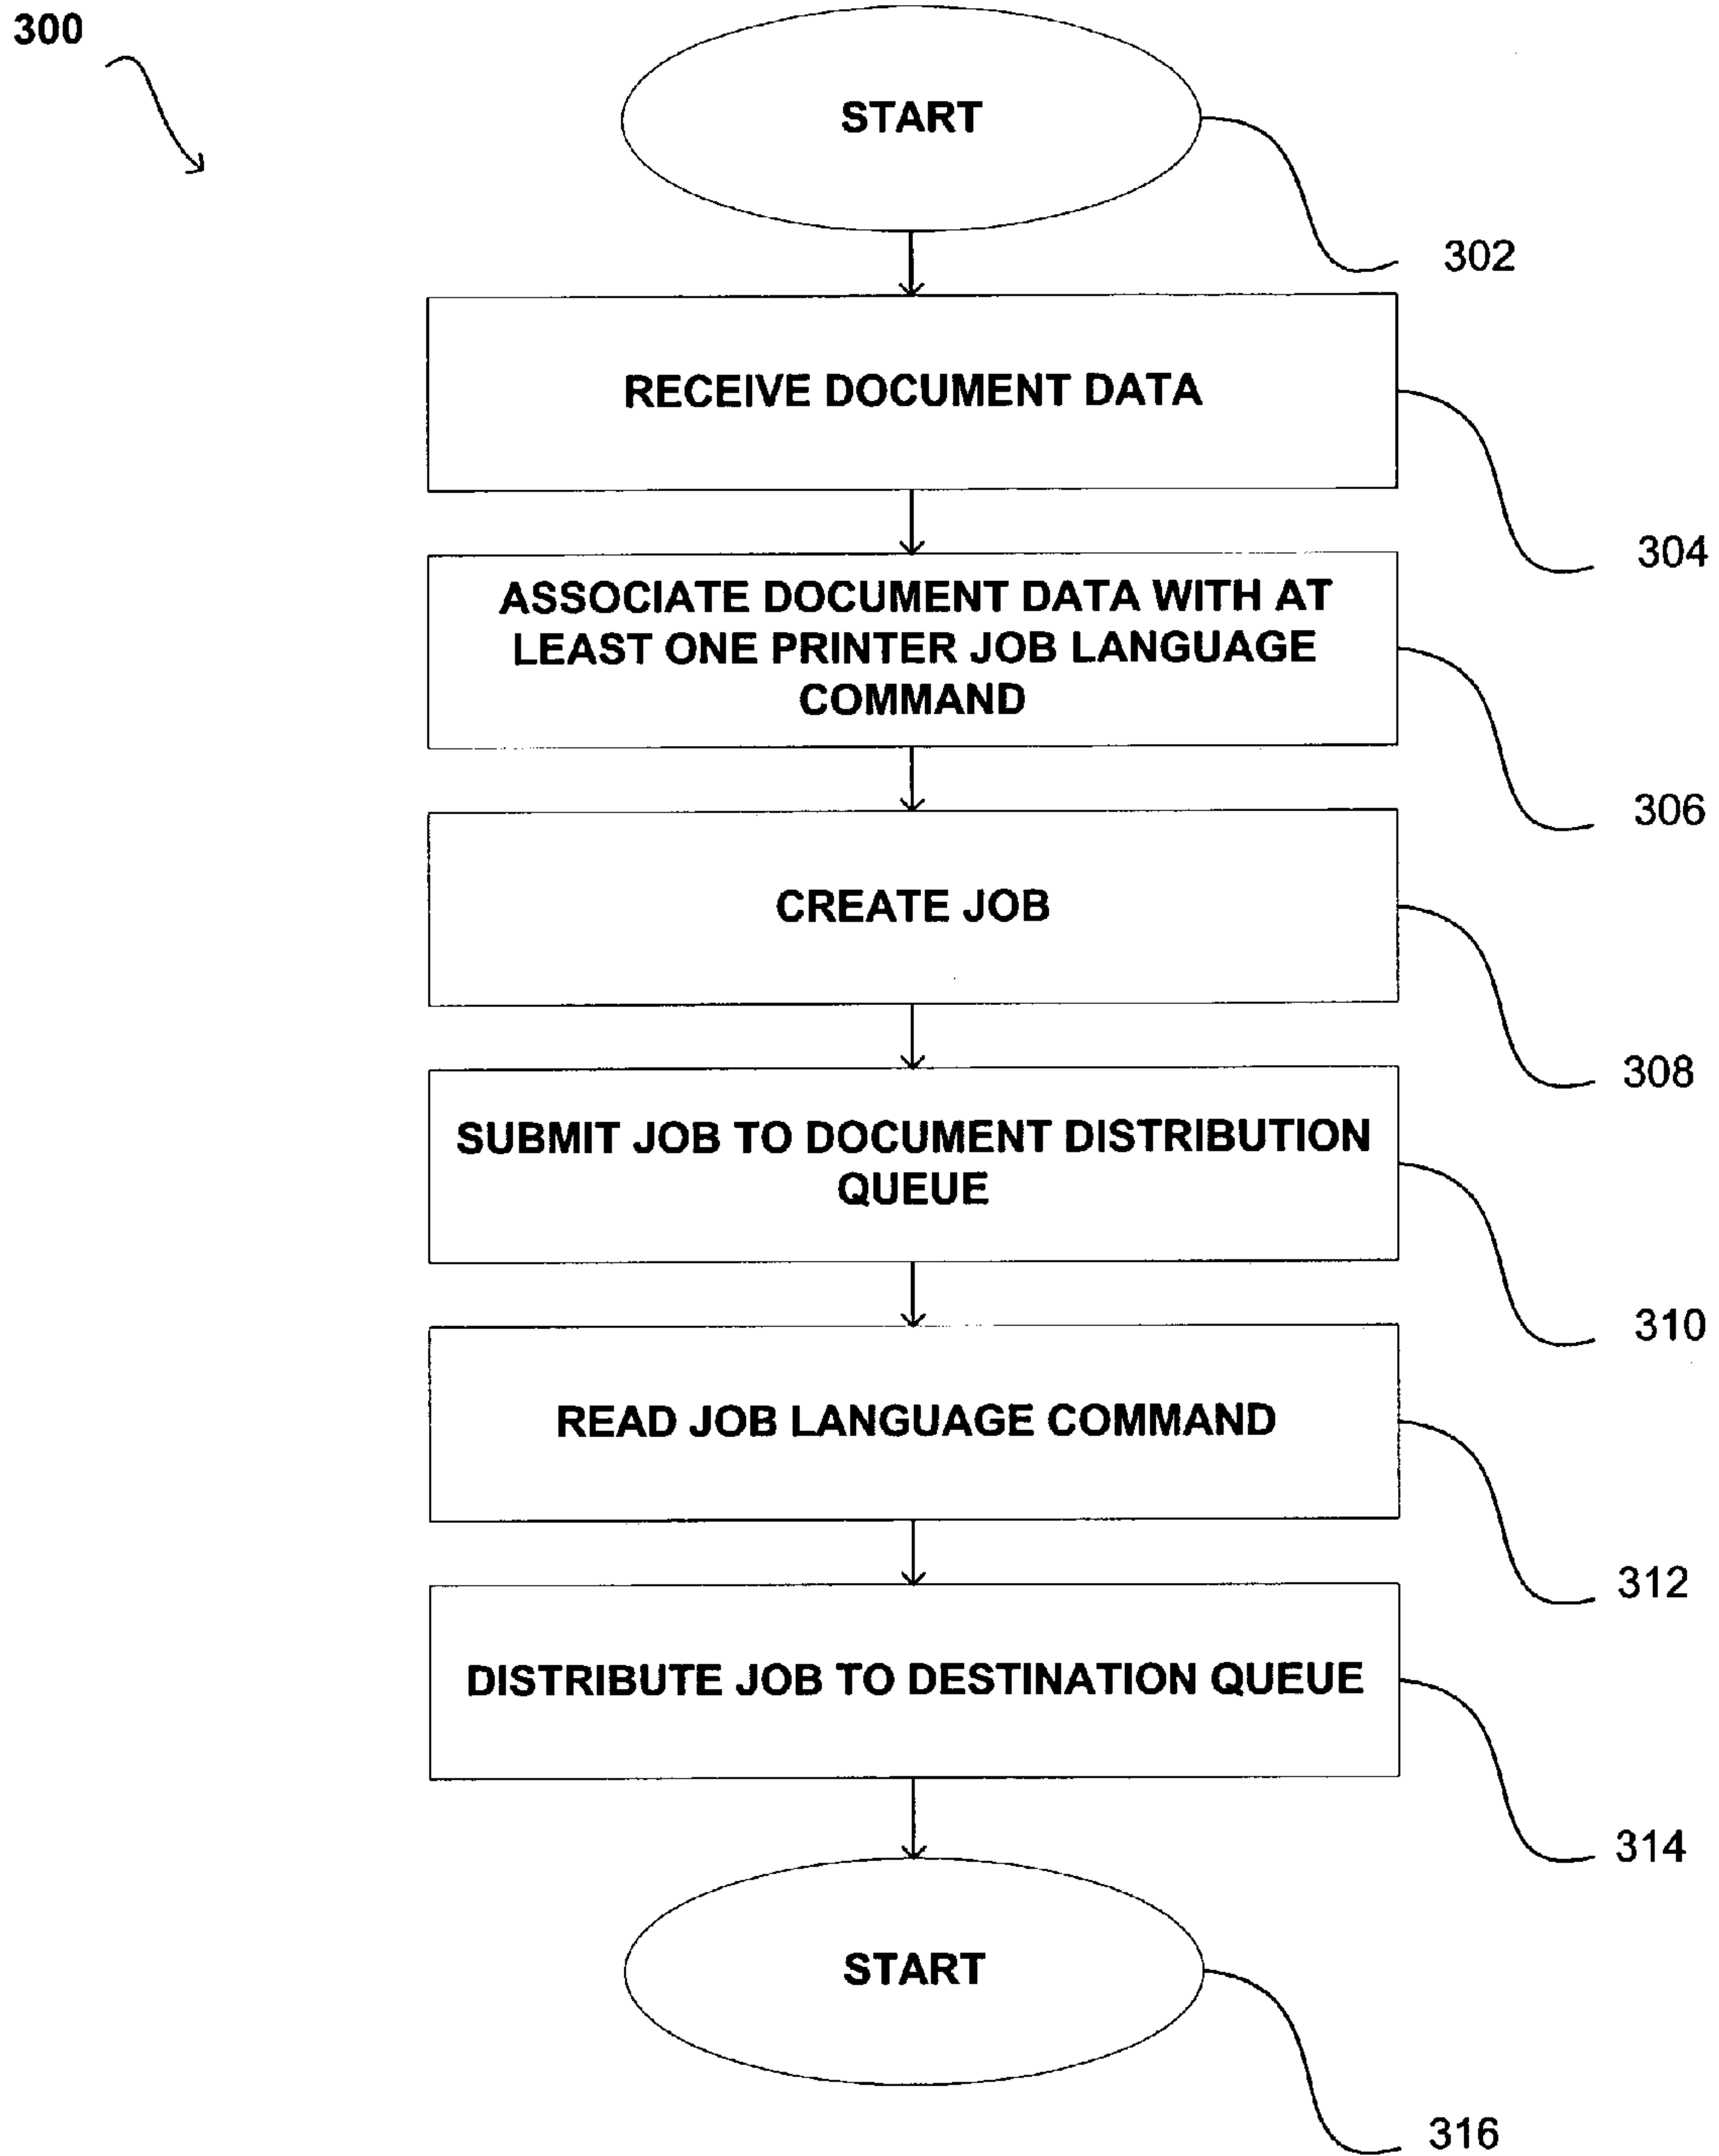 300
START
302
RECEIVE DOCUMENT DATA
304
ASSOCIATE DOCUMENT DATA WITH AT
LEAST ONE PRINTER JOB LANGUAGE
COMMAND
306
CREATE JOB
308
SUBMIT JOB TO DOCUMENT DISTRIBUTION
QUEUE
310
READ JOB LANGUAGE COMMAND
312
DISTRIBUTE JOB TO DESTINATION QUEUE
314
START
316